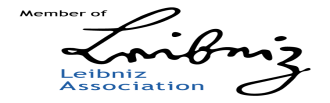 Member of
Leibniz
Leibniz
Association